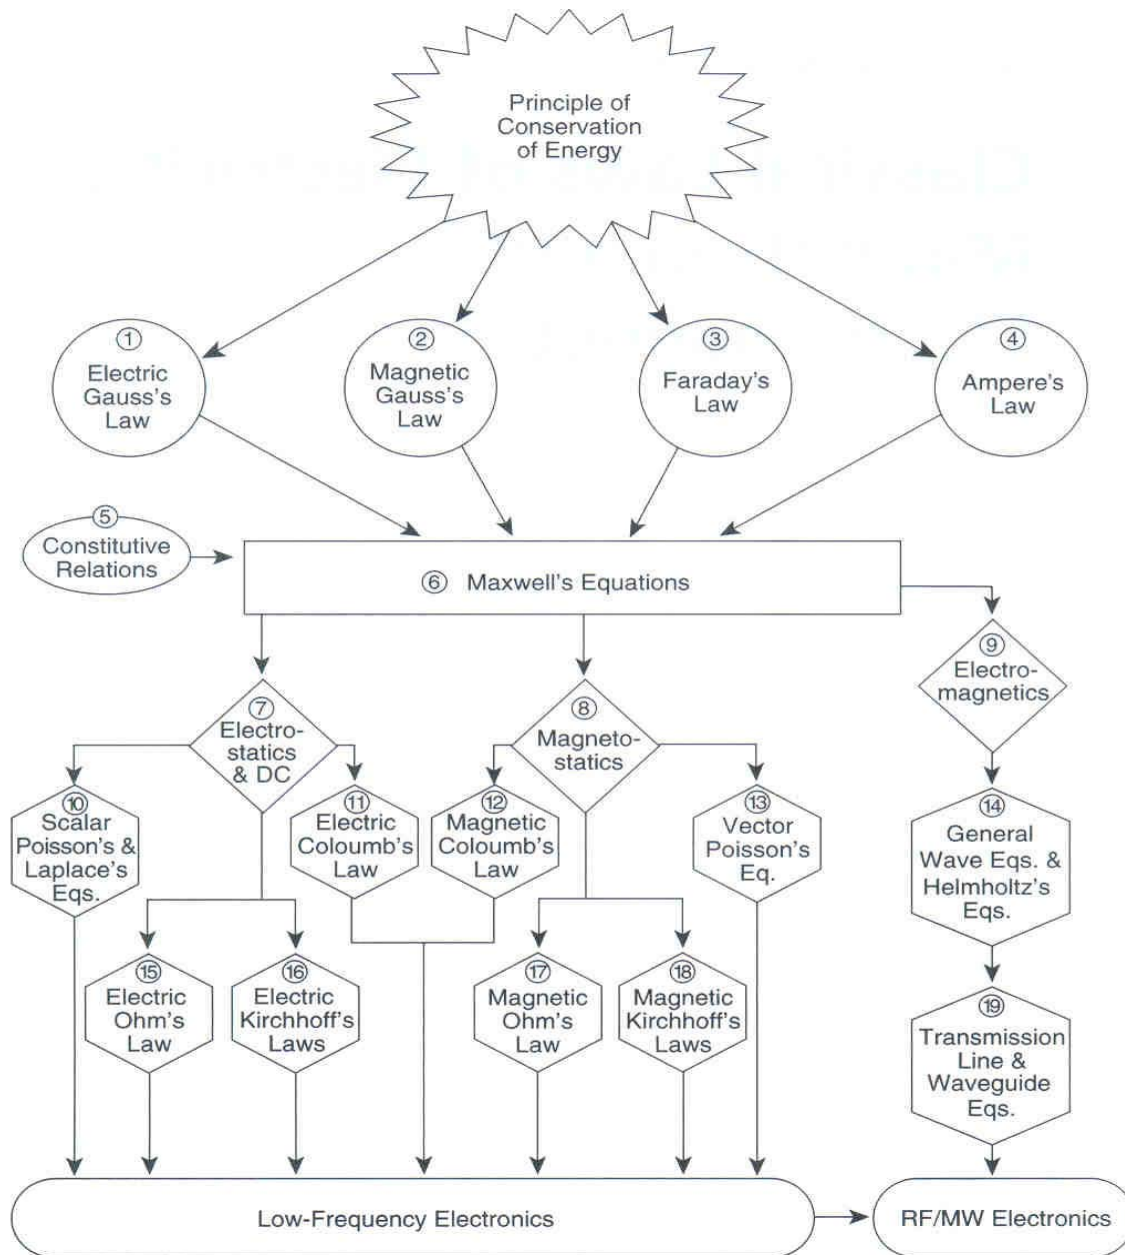 Principle of
Conservation
of Energy
①
Electric
Gauss's
Law
②
Magnetic
Gauss's
Law
③
Faraday's
Law
④
Ampere's
Law
⑤
Constitutive
Relations
⑥ Maxwell's Equations
⑦
Electro-
statics
& DC
⑧
Magneto-
statics
⑨
Electro-
magnetics
⑩
Scalar
Poisson's &
Laplace's
Eqs.
⑪
Electric
Coloumb's
Law
⑫
Magnetic
Coloumb's
Law
⑬
Vector
Poisson's
Eq.
⑭
General
Wave Eqs. &
Helmholtz's
Eqs.
⑮
Electric
Ohm's
Law
⑯
Electric
Kirchhoff's
Laws
⑰
Magnetic
Ohm's
Law
⑱
Magnetic
Kirchhoff's
Laws
⑲
Transmission
Line &
Waveguide
Eqs.
Low-Frequency Electronics
RF/MW Electronics